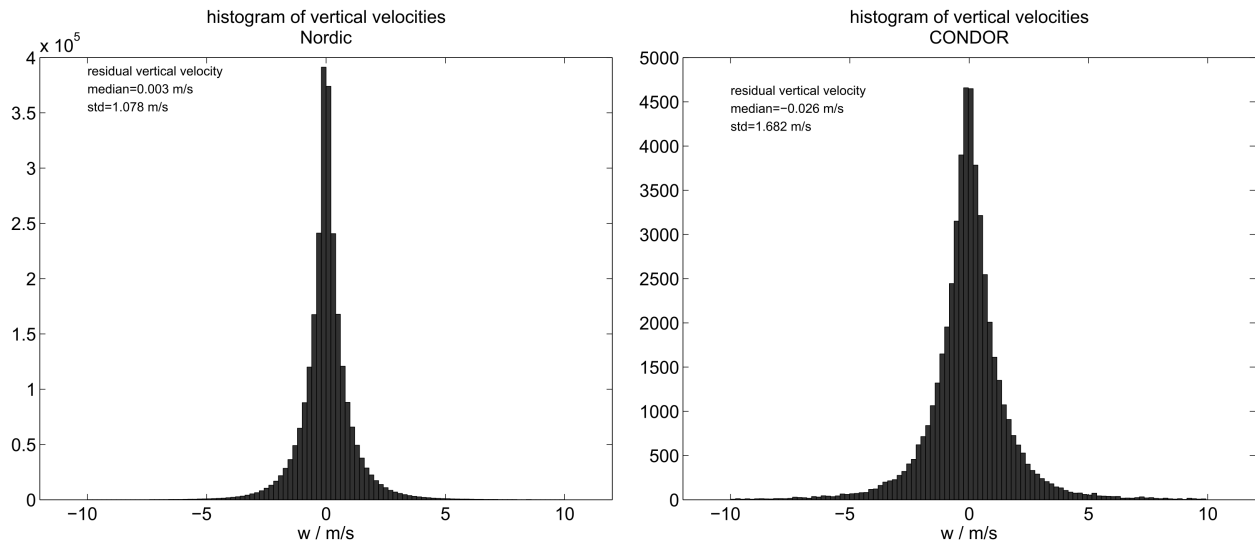 histogram of vertical velocities
Nordic
x 10⁵
residual vertical velocity
median=0.003 m/s
std=1.078 m/s
4
3.5
3
2.5
2
1.5
1
0.5
0
−10
−5
0
5
10
w / m/s
histogram of vertical velocities
CONDOR
residual vertical velocity
median=−0.026 m/s
std=1.682 m/s
5000
4500
4000
3500
3000
2500
2000
1500
1000
500
0
−10
−5
0
5
10
w / m/s